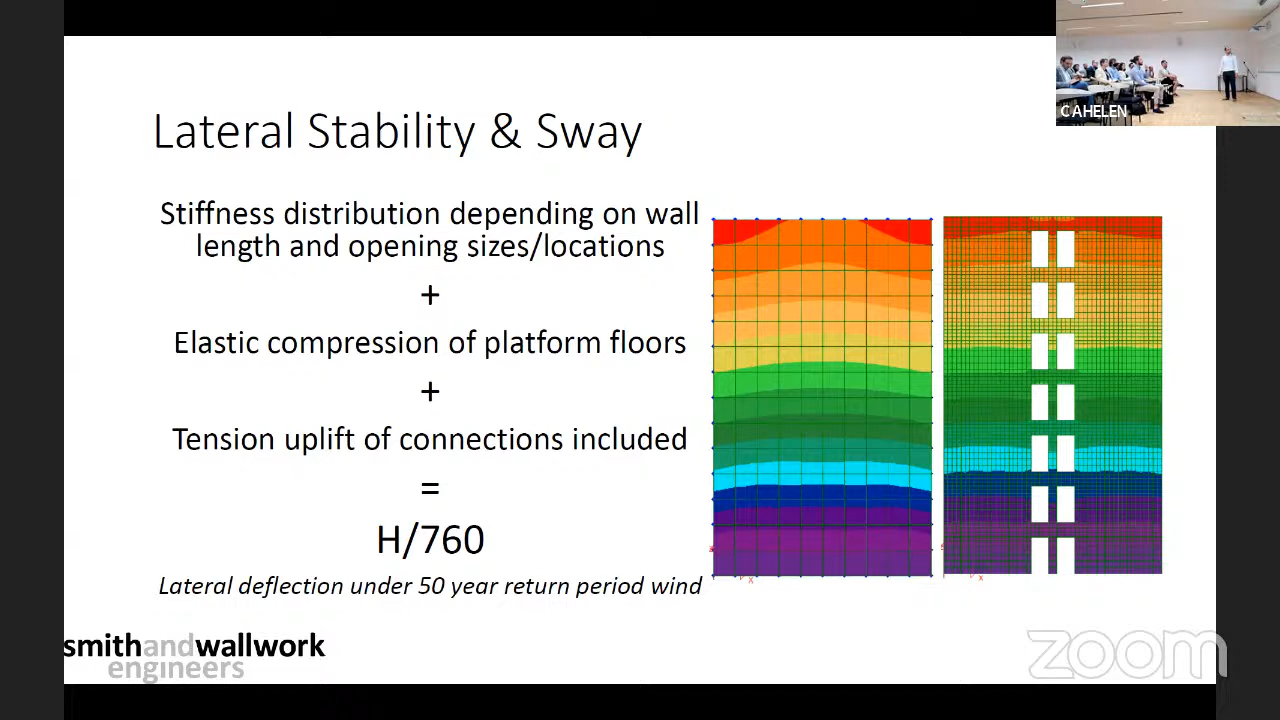 CAHELEN
Lateral Stability & Sway
Stiffness distribution depending on wall
length and opening sizes/locations
+
Elastic compression of platform floors
+
Tension uplift of connections included
=
H/760
Lateral deflection under 50 year return period wind
smithandwallwork
engineers
zoom